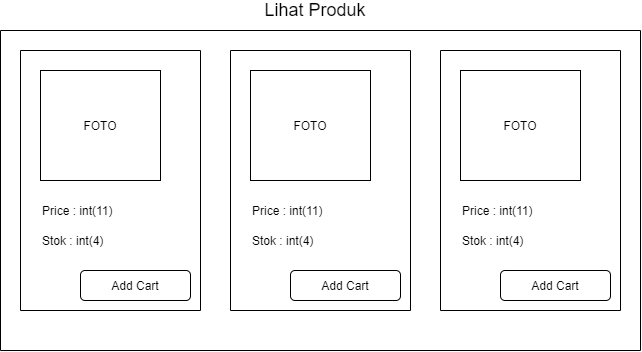 Lihat Produk
FOTO
Price : int(11)
Stok : int(4)
Add Cart
FOTO
Price : int(11)
Stok : int(4)
Add Cart
FOTO
Price : int(11)
Stok : int(4)
Add Cart